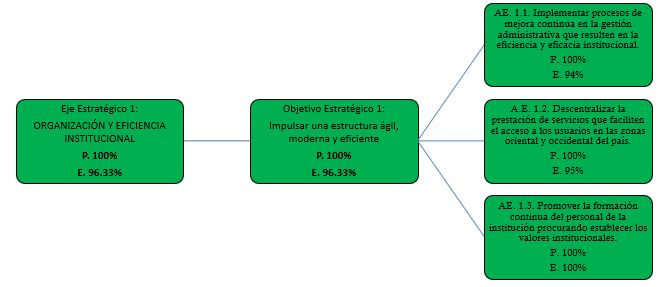 Eje Estratégico 1:
ORGANIZACIÓN Y EFICIENCIA
INSTITUCIONAL
P. 100%
E. 96.33%
Objetivo Estratégico 1:
Impulsar una estructura ágil,
moderna y eficiente
P. 100%
E. 96.33%
AE. 1.1. Implementar procesos de
mejora continua en la gestión
administrativa que resulten en la
eficiencia y eficacia institucional.
P. 100%
E. 94%
A.E. 1.2. Descentralizar la
prestación de servicios que faciliten
el acceso a los usuarios en las zonas
oriental y occidental del país.
P. 100%
E. 95%
AE. 1.3. Promover la formación
continua del personal de la
institución procurando establecer los
valores institucionales.
P. 100%
E. 100%